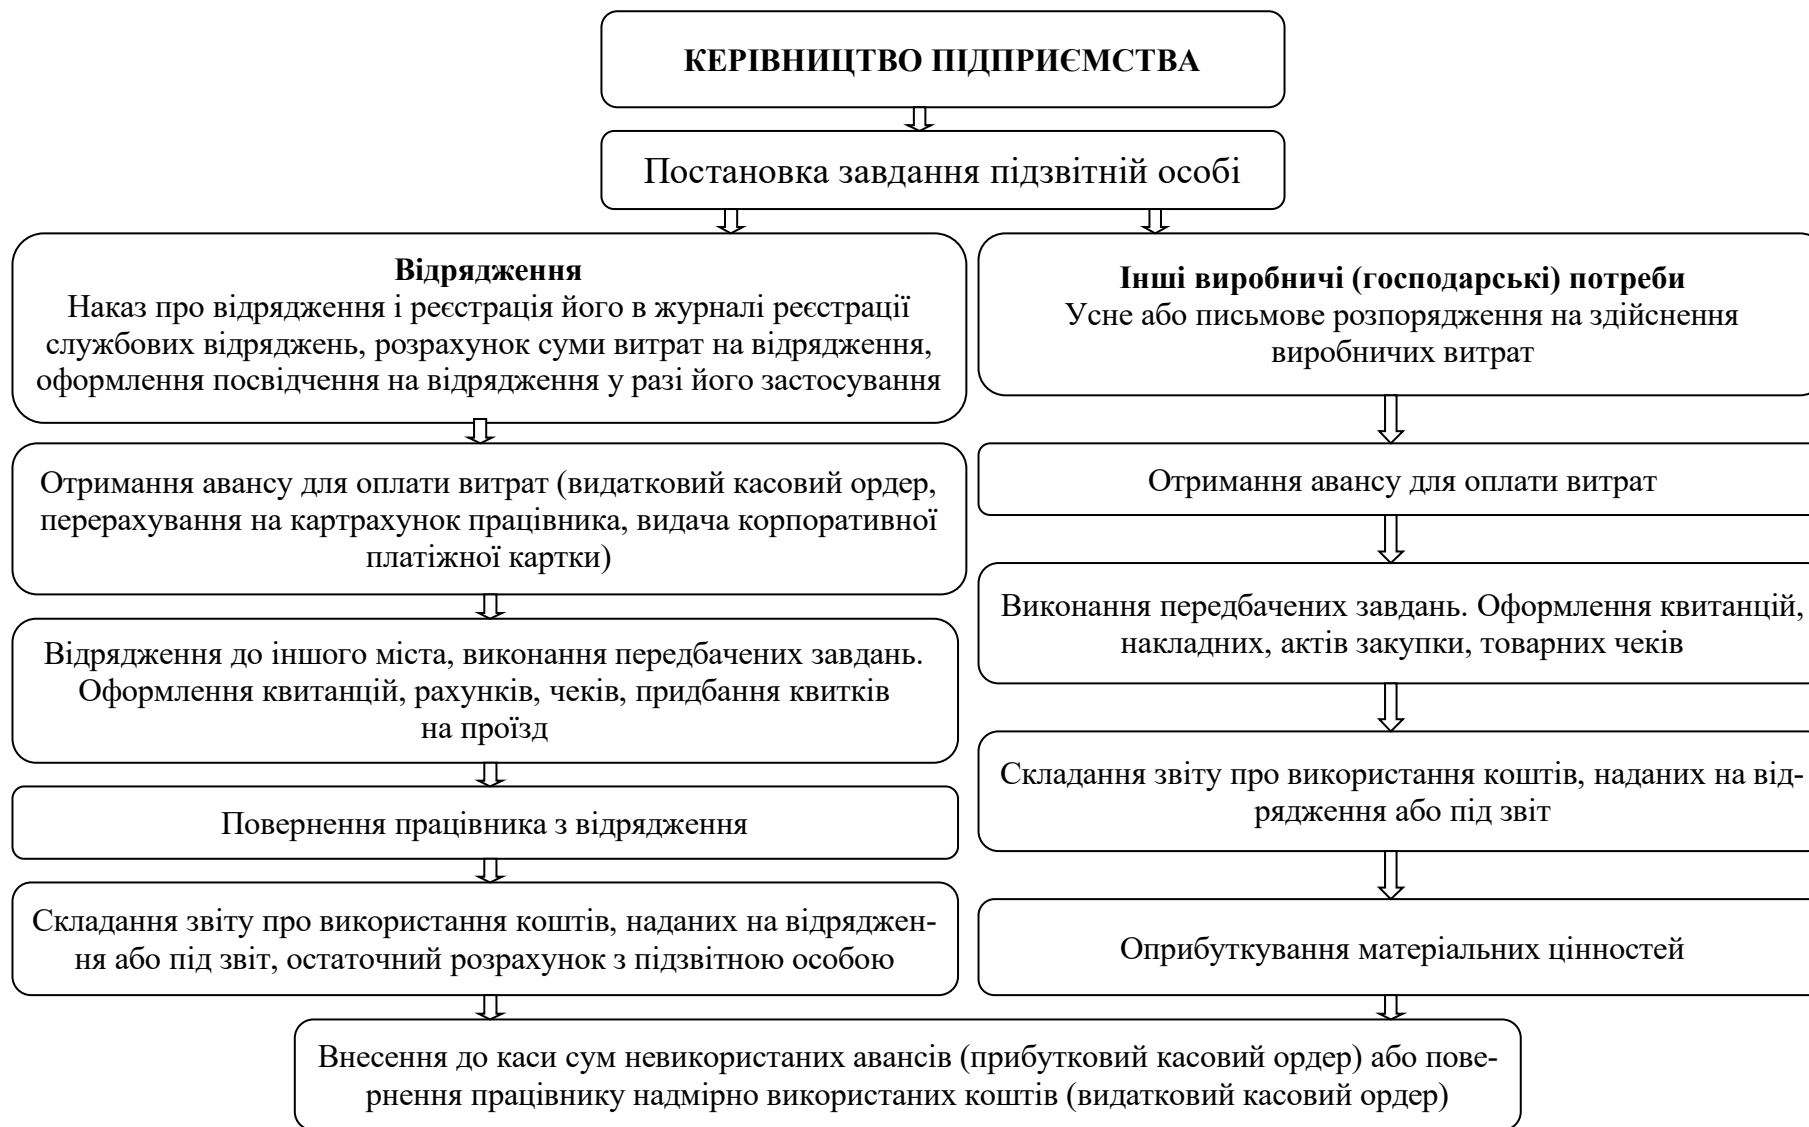 КЕРІВНИЦТВО ПІДПРИЄМСТВА
Постановка завдання підзвітній особі
Відрядження
Наказ про відрядження і реєстрація його в журналі реєстрації
службових відряджень, розрахунок суми витрат на відрядження,
оформлення посвідчення на відрядження у разі його застосування
Отримання авансу для оплати витрат (видатковий касовий ордер,
перерахування на картрахунок працівника, видача корпоративної
платіжної картки)
Відрядження до іншого міста, виконання передбачених завдань.
Оформлення квитанцій, рахунків, чеків, придбання квитків
на проїзд
Повернення працівника з відрядження
Складання звіту про використання коштів, наданих на відряджен-
ня або під звіт, остаточний розрахунок з підзвітною особою
Інші виробничі (господарські) потреби
Усне або письмове розпорядження на здійснення
виробничих витрат
Отримання авансу для оплати витрат
Виконання передбачених завдань. Оформлення квитанцій,
накладних, актів закупки, товарних чеків
Складання звіту про використання коштів, наданих на від-
рядження або під звіт
Оприбуткування матеріальних цінностей
Внесення до каси сум невикористаних авансів (прибутковий касовий ордер) або пове-
рнення працівнику надмірно використаних коштів (видатковий касовий ордер)